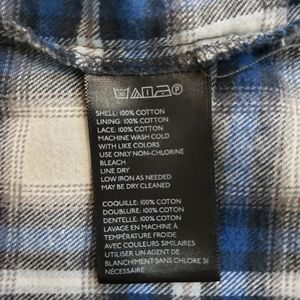 SHELL: 100% COTTON
LINING: 100% COTTON
LACE: 100% COTTON
MACHINE WASH COLD
WITH LIKE COLORS
USE ONLY NON-CHLORINE
BLEACH
LINE DRY
LOW IRON AS NEEDED
MAY BE DRY CLEANED
COQUILLE: 100% COTON
DOUBLURE: 100% COTON
DENTELLE: 100% COTON
LAVAGE EN MACHINE À
TEMPÉRATURE FROIDE
AVEC COULEURS SIMILAIRES
UTILISER UN AGENT DE
BLANCHIMENT SANS CHLORE SI
NÉCESSAIRE